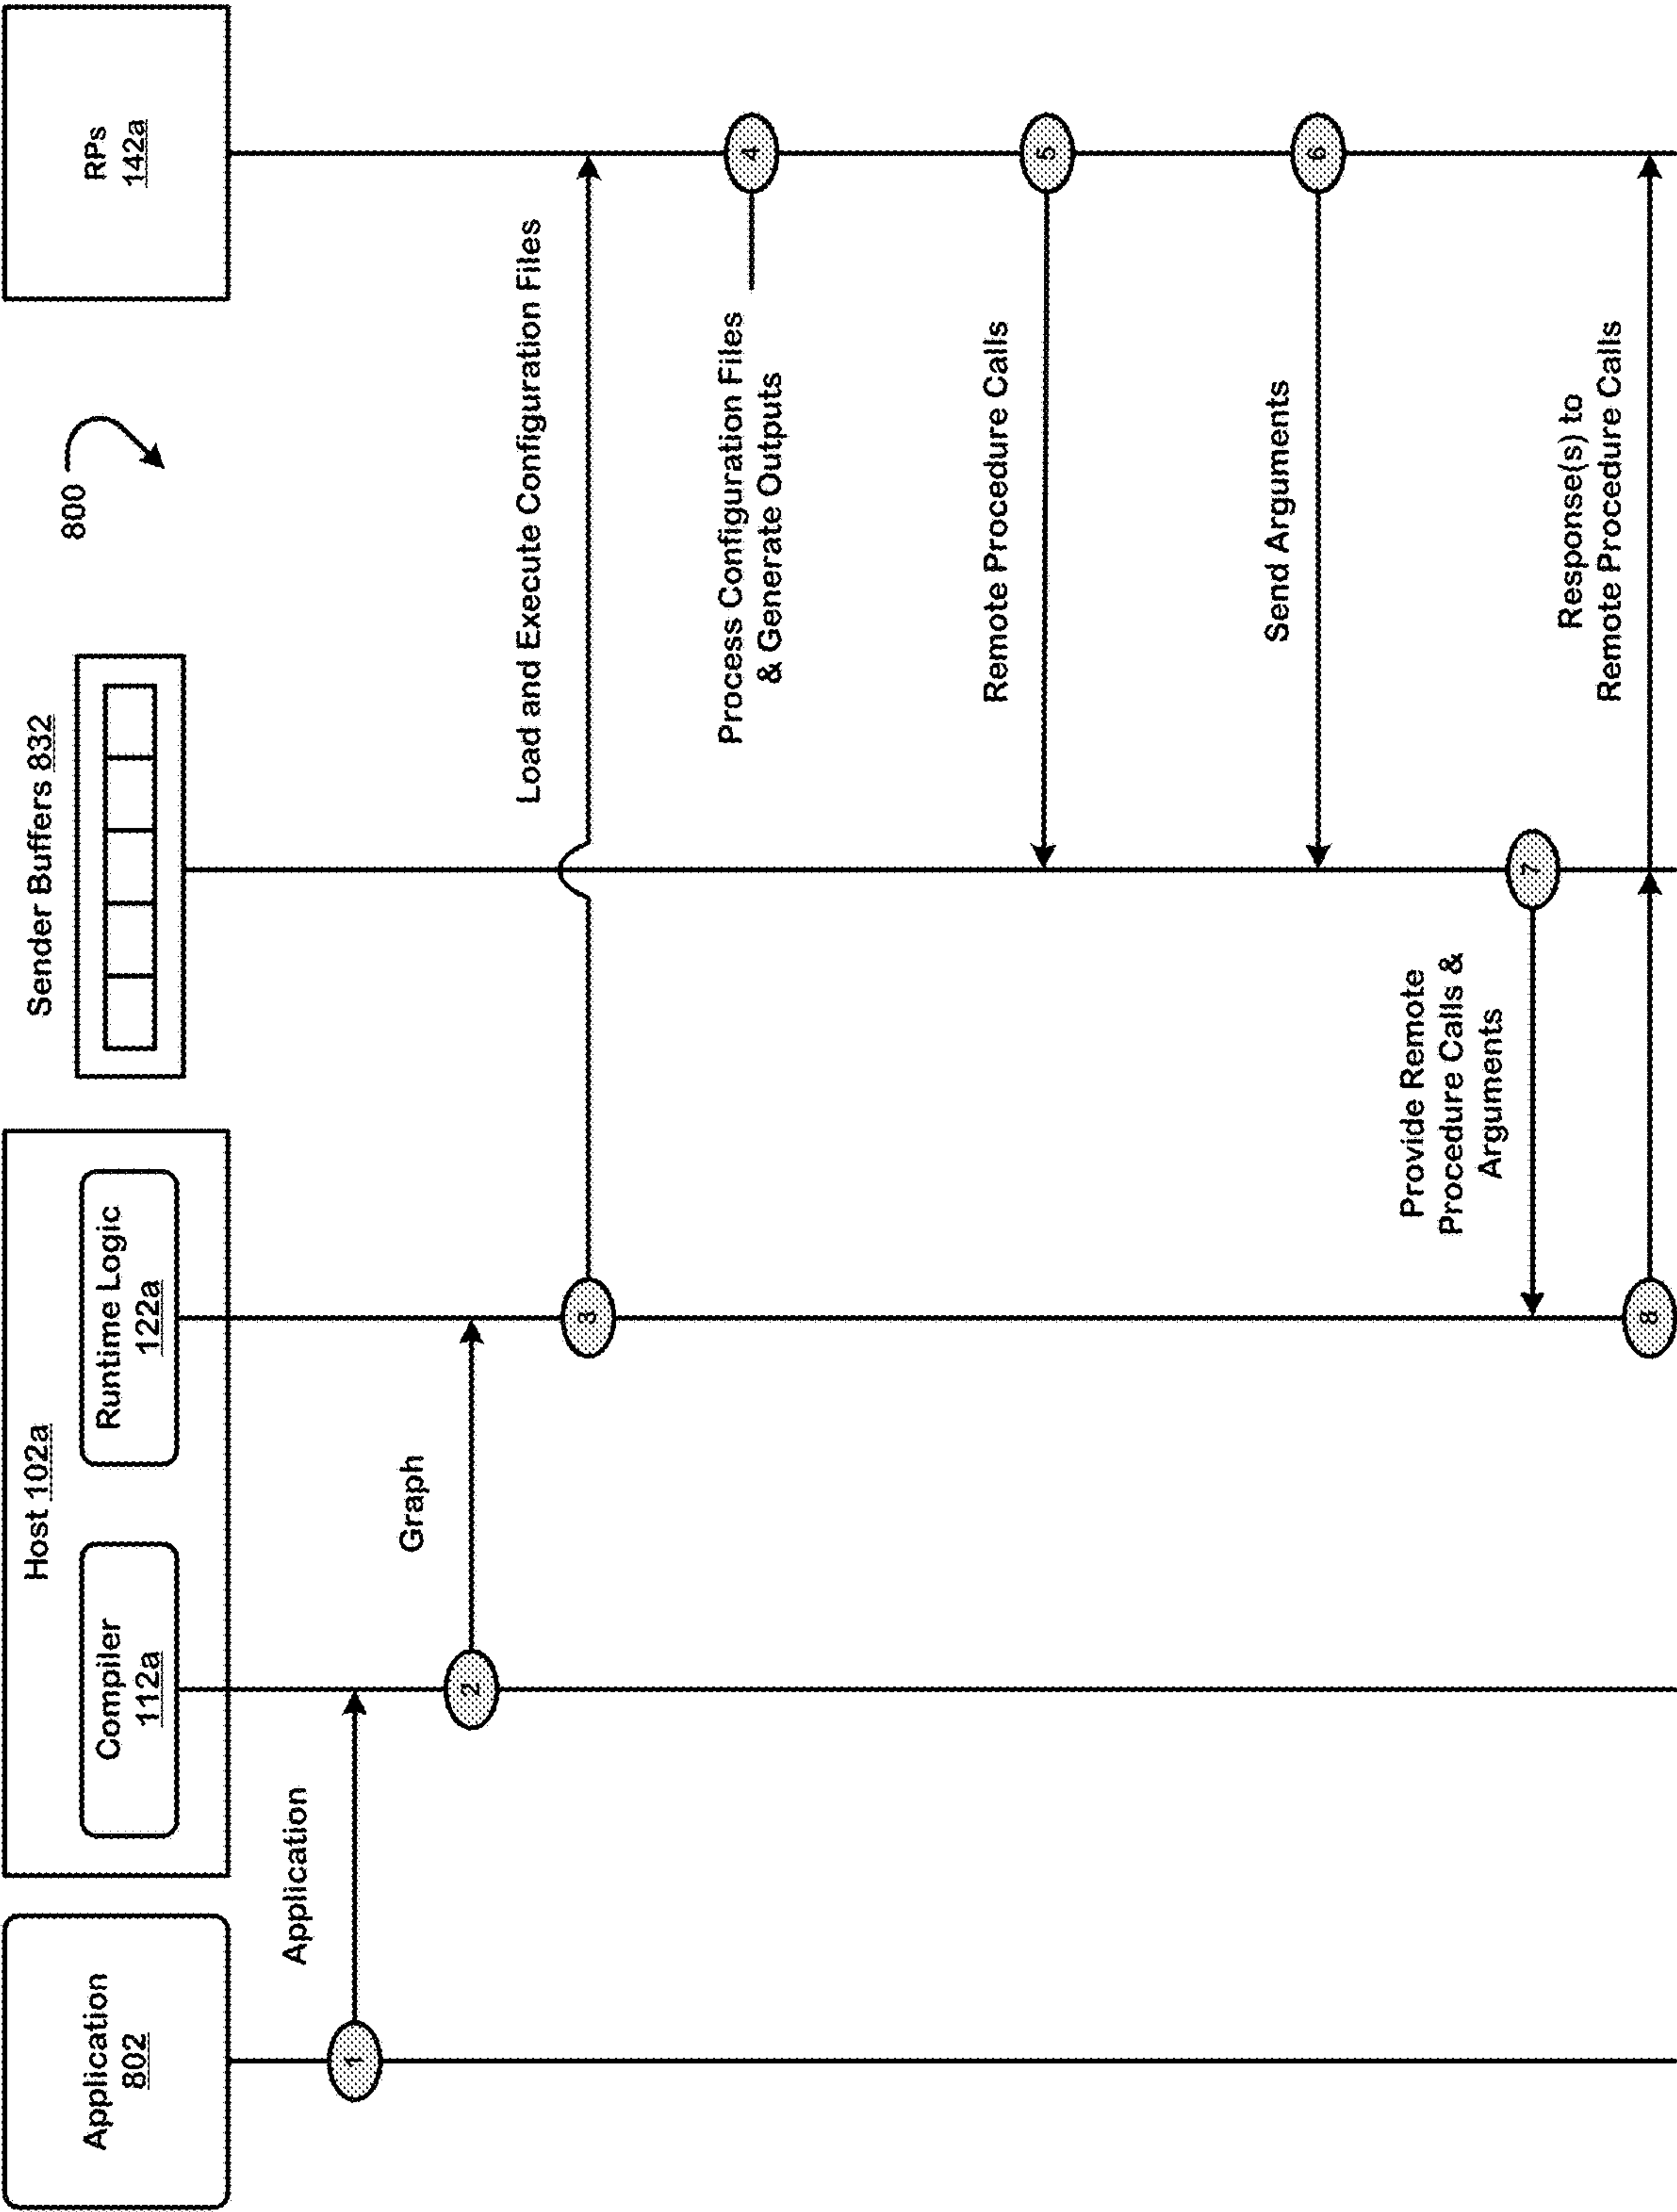 800
Application
802
Host 102a
Compiler
112a
Runtime Logic
122a
Sender Buffers 832
RPs
142a
1
Application
2
Graph
3
Load and Execute Configuration Files
4
Process Configuration Files
& Generate Outputs
5
Remote Procedure Calls
6
Send Arguments
7
Provide Remote
Procedure Calls &
Arguments
8
Response(s) to
Remote Procedure Calls